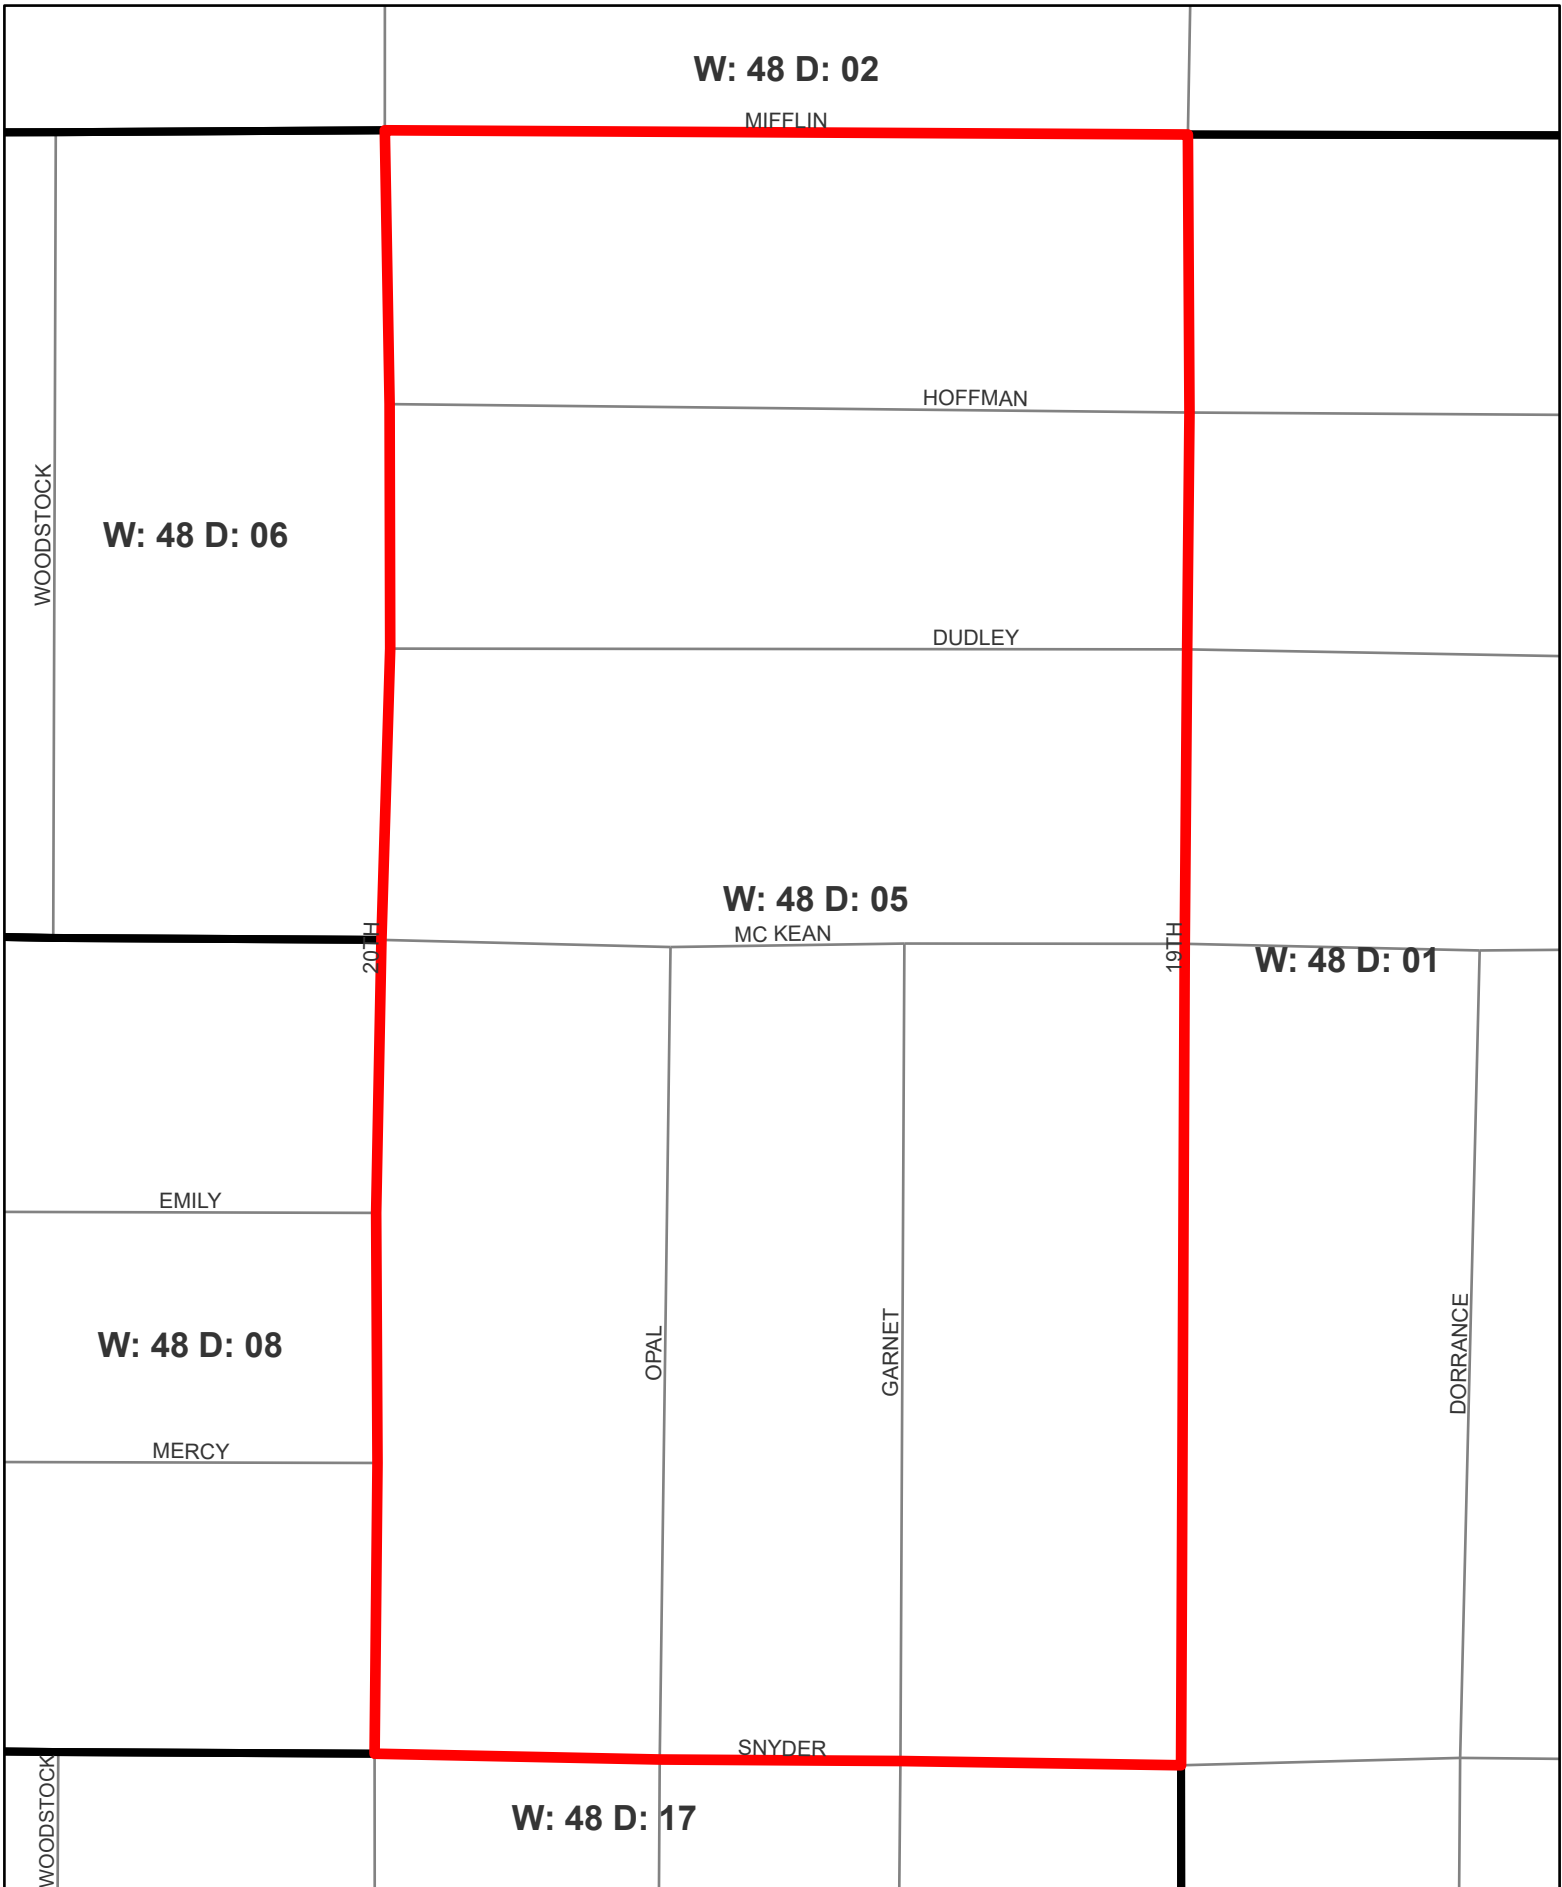 W: 48 D: 02
MIFFLIN
HOFFMAN
WOODSTOCK
W: 48 D: 06
DUDLEY
W: 48 D: 05
MC KEAN
20TH
19TH
W: 48 D: 01
EMILY
W: 48 D: 08
OPAL
GARNET
DORRANCE
MERCY
SNYDER
WOODSTOCK
W: 48 D: 17